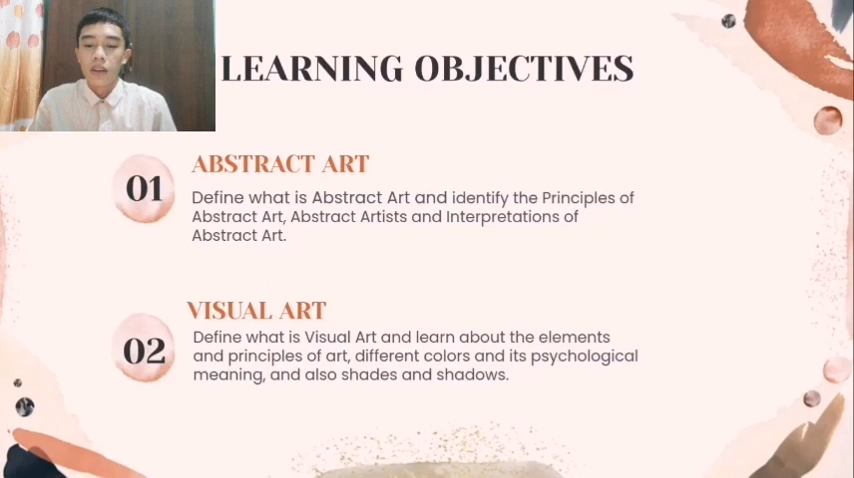 LEARNING OBJECTIVES
01
ABSTRACT ART
Define what is Abstract Art and identify the Principles of
Abstract Art, Abstract Artists and Interpretations of
Abstract Art.
02
VISUAL ART
Define what is Visual Art and learn about the elements
and principles of art, different colors and its psychological
meaning, and also shades and shadows.